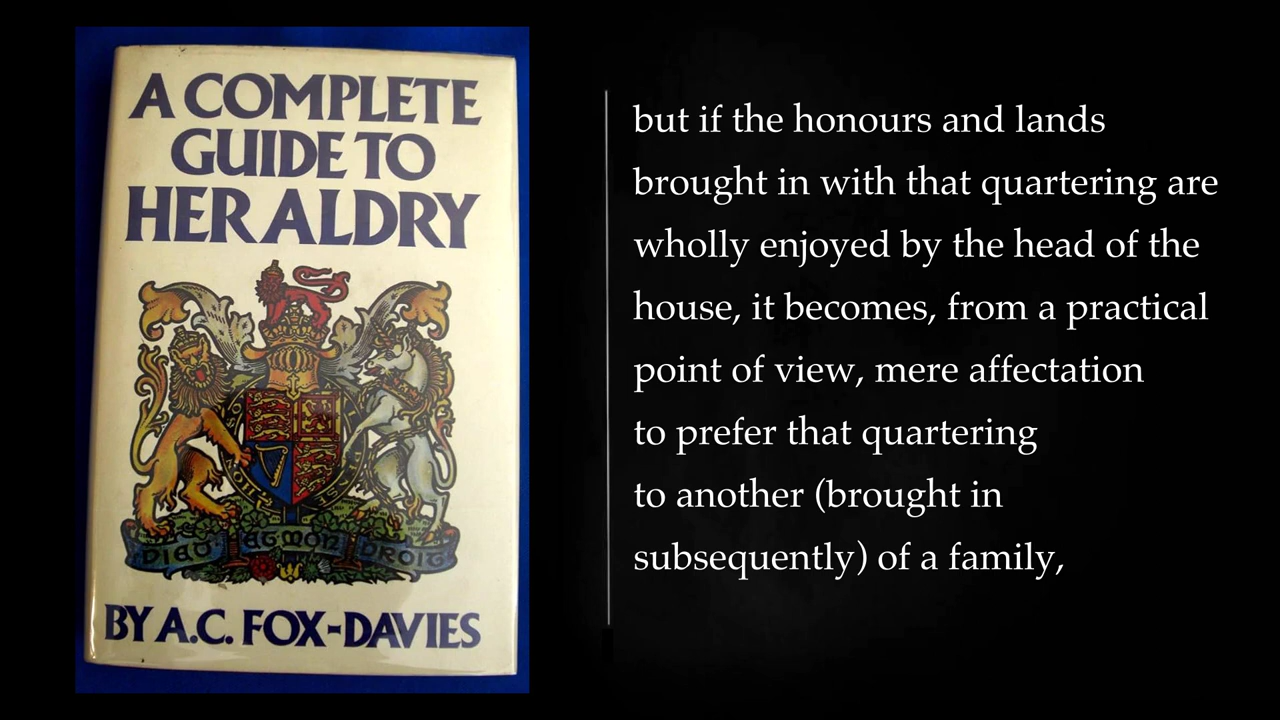 A COMPLETE
GUIDE TO
HERALDRY
DIEU ET MON DROIT
BY A.C. FOX-DAVIES
but if the honours and lands
brought in with that quartering are
wholly enjoyed by the head of the
house, it becomes, from a practical
point of view, mere affectation
to prefer that quartering
to another (brought in
subsequently) of a family,